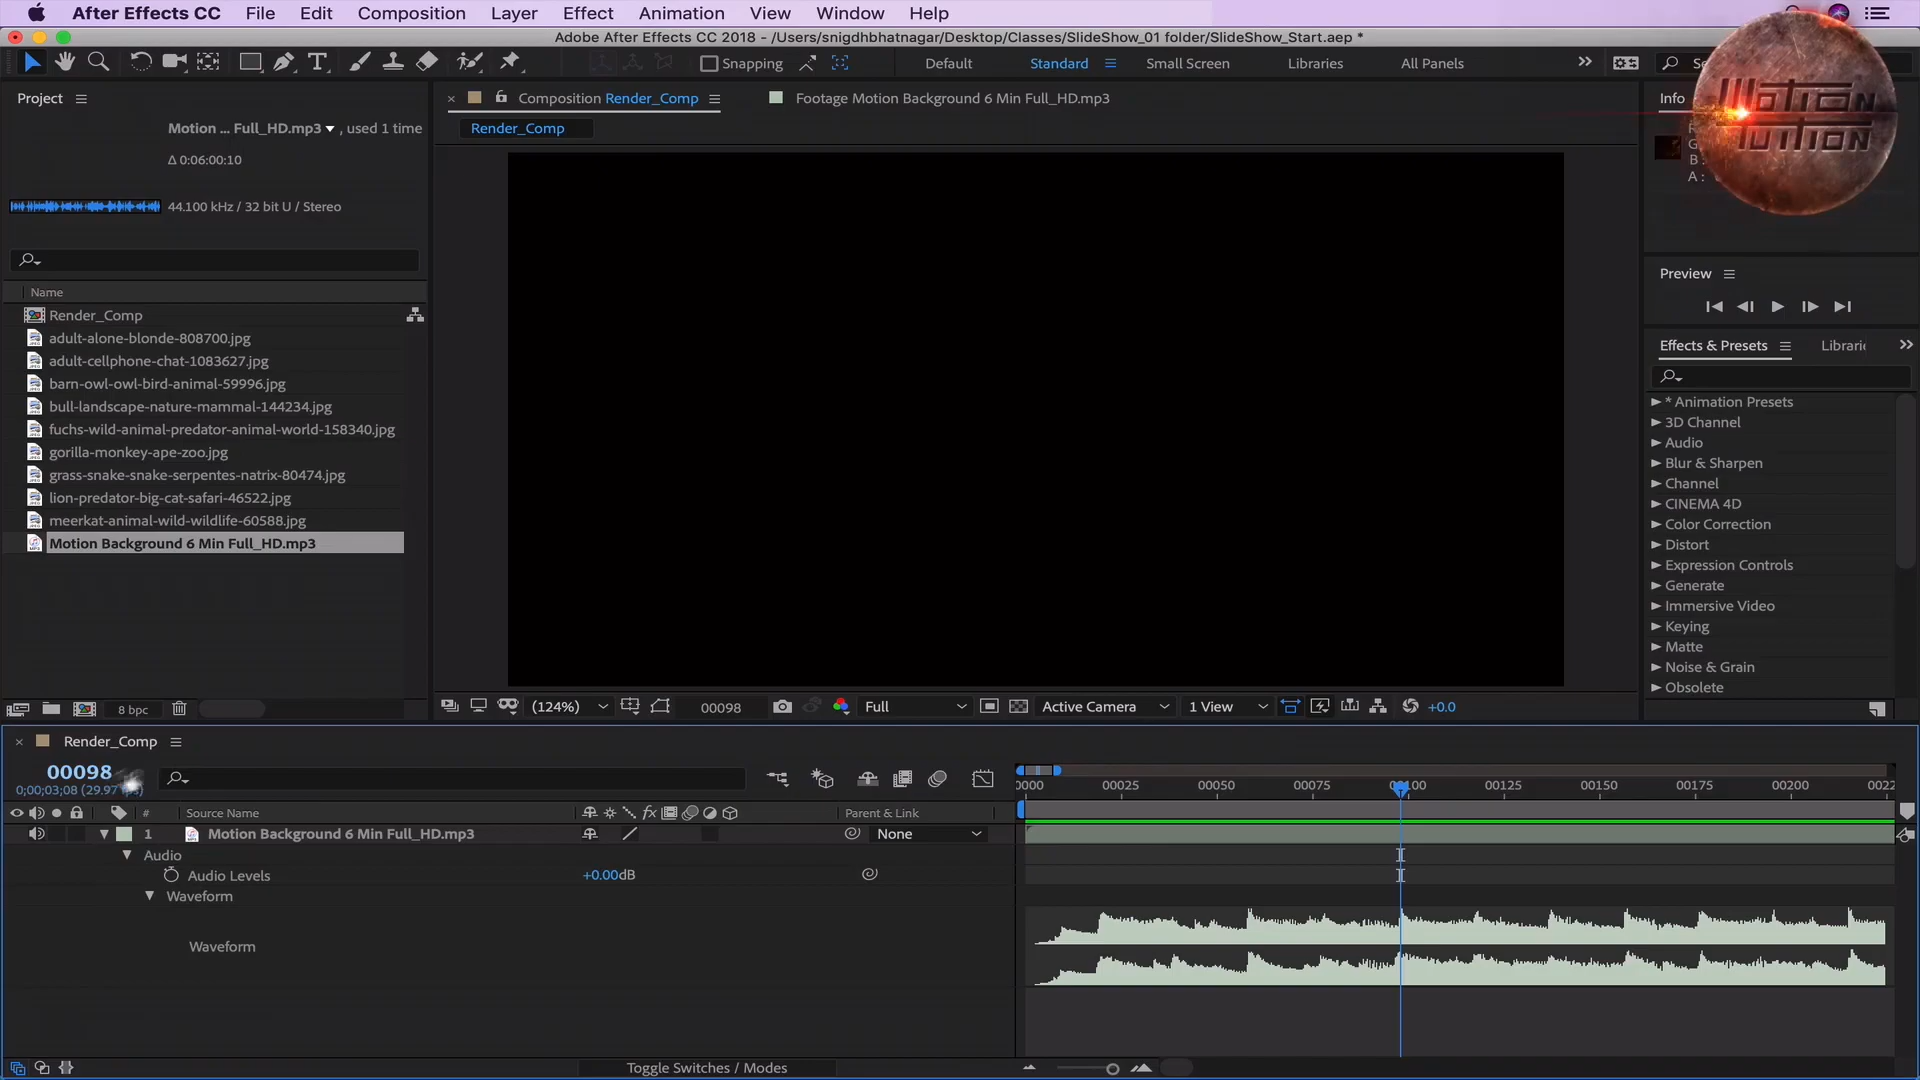 After Effects CC File Edit Composition Layer Effect Animation View Window Help
Adobe After Effects CC 2018 - /Users/snigdhbhatnagar/Desktop/Classes/SlideShow_01 folder/SlideShow_Start.aep *
Snapping Default Standard Small Screen Libraries All Panels
Project
Motion ... Full_HD.mp3 , used 1 time
Δ 0:06:00:10
44.100 kHz / 32 bit U / Stereo
Name
Render_Comp
adult-alone-blonde-808700.jpg
adult-cellphone-chat-1083627.jpg
barn-owl-owl-bird-animal-59996.jpg
bull-landscape-nature-mammal-144234.jpg
fuchs-wild-animal-predator-animal-world-158340.jpg
gorilla-monkey-ape-zoo.jpg
grass-snake-snake-serpentes-natrix-80474.jpg
lion-predator-big-cat-safari-46522.jpg
meerkat-animal-wild-wildlife-60588.jpg
Motion Background 6 Min Full_HD.mp3
8 bpc
Composition Render_Comp
Footage Motion Background 6 Min Full_HD.mp3
Render_Comp
(124%) 00098 Full Active Camera 1 View +0.0
Info
B:
A:
Motion
Tuition
Preview
Effects & Presets
* Animation Presets
3D Channel
Audio
Blur & Sharpen
Channel
CINEMA 4D
Color Correction
Distort
Expression Controls
Generate
Immersive Video
Keying
Matte
Noise & Grain
Obsolete
Render_Comp
00098
0;00;03;08 (29.97
# Source Name Parent & Link
1 Motion Background 6 Min Full_HD.mp3 None
Audio
Audio Levels +0.00dB
Waveform
Waveform
0000 00025 00050 00075 00100 00125 00150 00175 00200
Toggle Switches / Modes